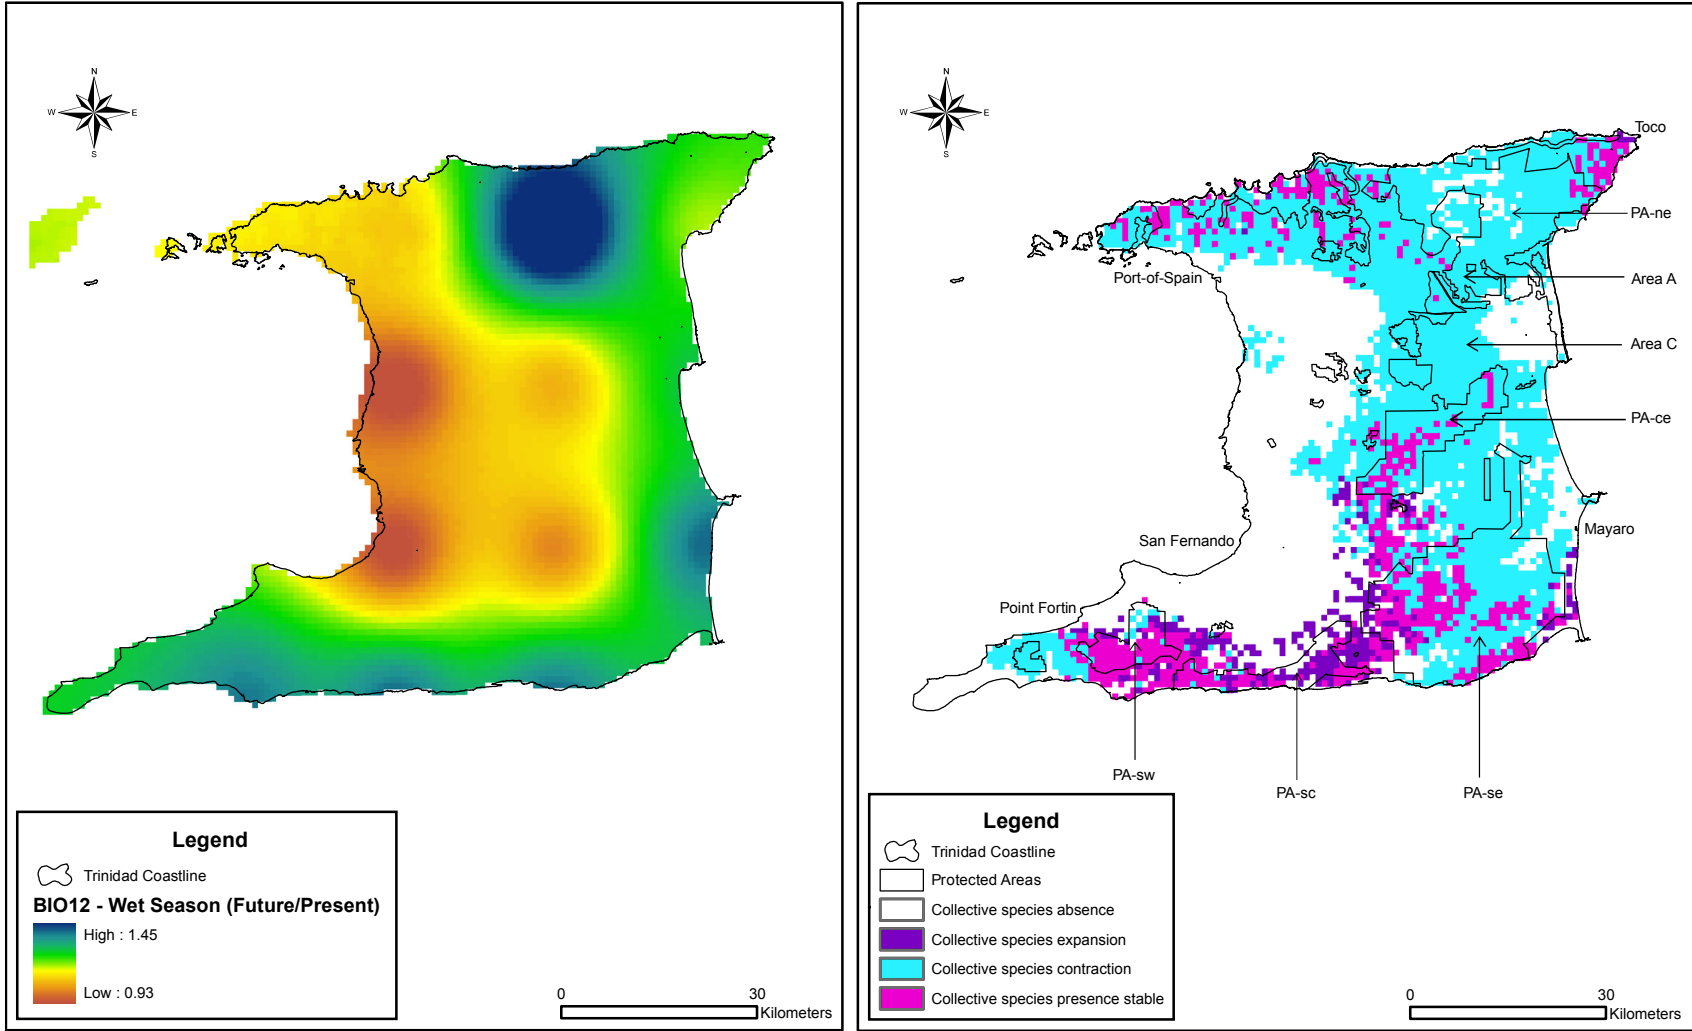 N
W
E
S
Legend
Trinidad Coastline
BIO12 - Wet Season (Future/Present)
High : 1.45
Low : 0.93
0
30
Kilometers
N
W
E
S
Toco
PA-ne
Port-of-Spain
Area A
Area C
PA-ce
Mayaro
San Fernando
Point Fortin
PA-sw
PA-sc
PA-se
Legend
Trinidad Coastline
Protected Areas
Collective species absence
Collective species expansion
Collective species contraction
Collective species presence stable
0
30
Kilometers